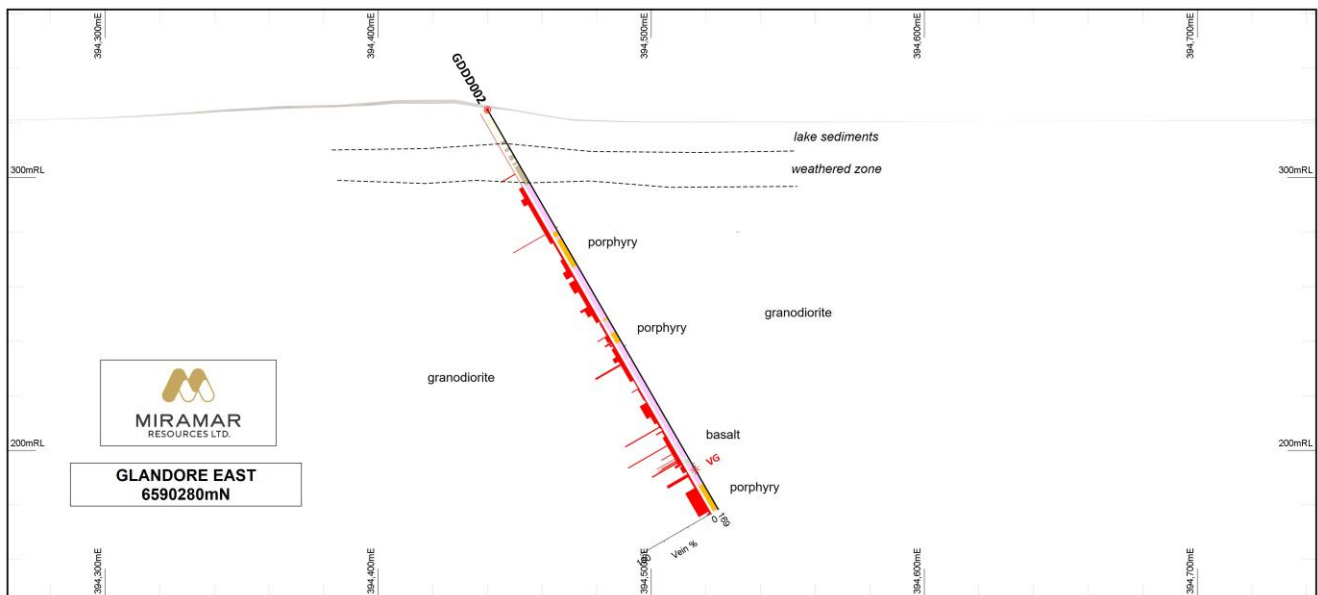 394,300mE
394,400mE
394,500mE
394,600mE
394,700mE
GDDD002
lake sediments
weathered zone
300mRL
300mRL
porphyry
granodiorite
porphyry
granodiorite
MIRAMAR
RESOURCES LTD.
basalt
200mRL
200mRL
VG
GLANDORE EAST
6590280mN
porphyry
169
0
Vein %
100
394,300mE
394,400mE
394,500mE
394,600mE
394,700mE